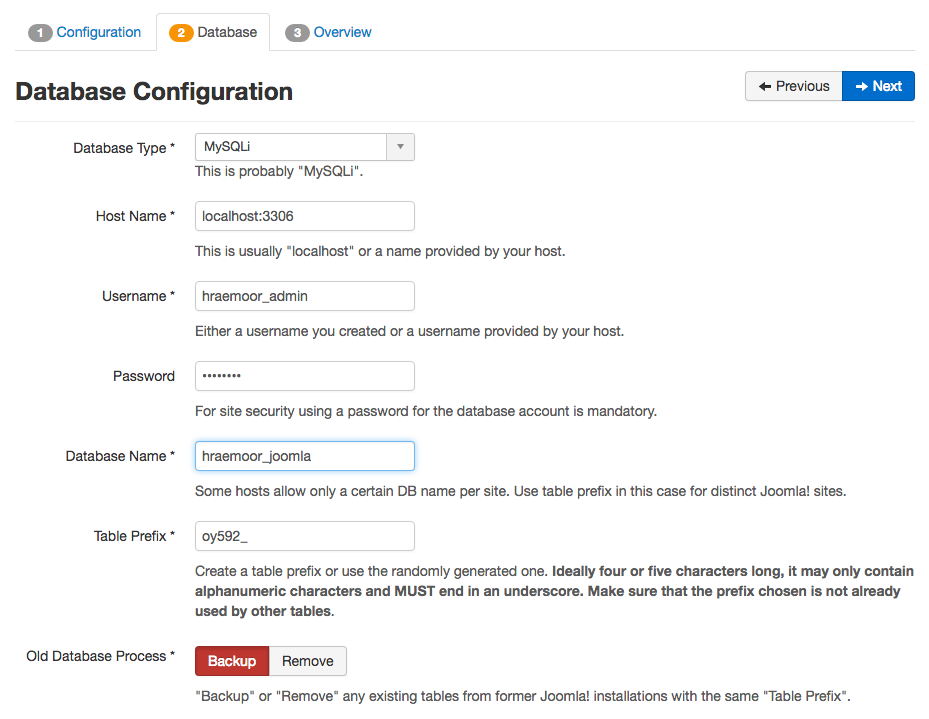 1 Configuration 2 Database 3 Overview
Database Configuration Previous Next
Database Type * MySQLi
This is probably "MySQLi".
Host Name * localhost:3306
This is usually "localhost" or a name provided by your host.
Username * hraemoor_admin
Either a username you created or a username provided by your host.
Password ••••••••
For site security using a password for the database account is mandatory.
Database Name * hraemoor_joomla
Some hosts allow only a certain DB name per site. Use table prefix in this case for distinct Joomla! sites.
Table Prefix * oy592_
Create a table prefix or use the randomly generated one. Ideally four or five characters long, it may only contain
alphanumeric characters and MUST end in an underscore. Make sure that the prefix chosen is not already
used by other tables.
Old Database Process * Backup Remove
"Backup" or "Remove" any existing tables from former Joomla! installations with the same "Table Prefix".